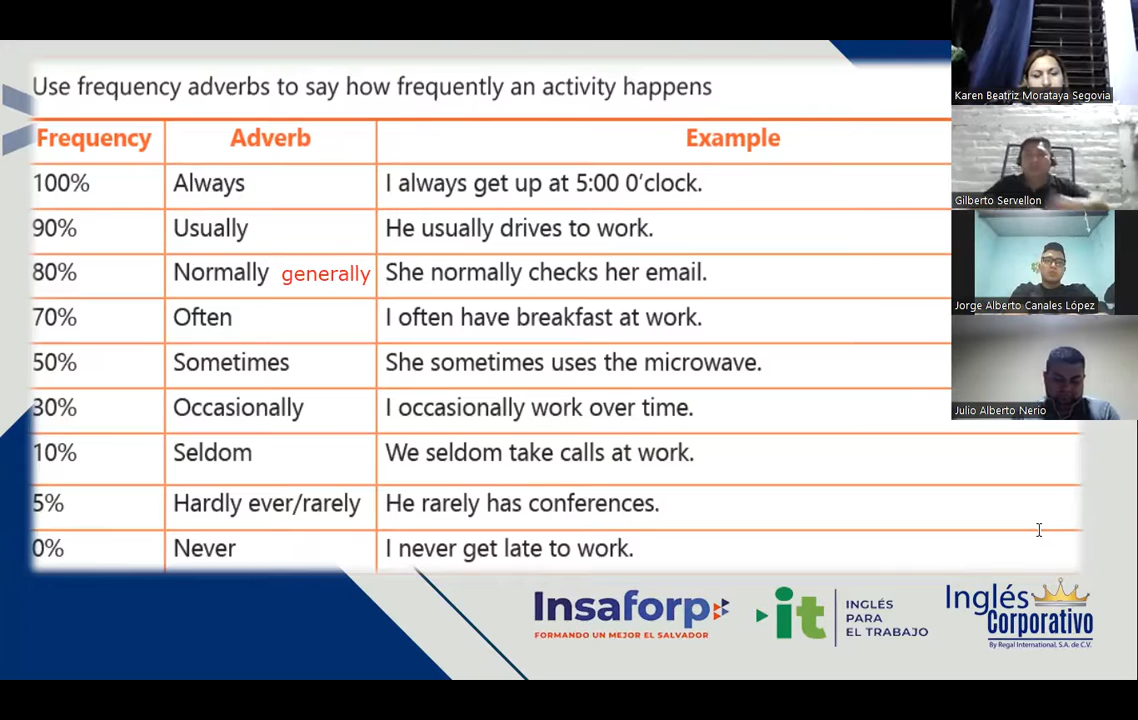 Use frequency adverbs to say how frequently an activity happens
Frequency Adverb Example
100% Always I always get up at 5:00 0'clock.
90% Usually He usually drives to work.
80% Normally generally She normally checks her email.
70% Often I often have breakfast at work.
50% Sometimes She sometimes uses the microwave.
30% Occasionally I occasionally work over time.
10% Seldom We seldom take calls at work.
5% Hardly ever/rarely He rarely has conferences.
0% Never I never get late to work.
Karen Beatriz Morataya Segovia
Gilberto Servellon
Jorge Alberto Canales López
Julio Alberto Nerio
Insaforp
FORMANDO UN MEJOR EL SALVADOR
it
INGLÉS
PARA
EL TRABAJO
Inglés
Corporativo
By Regal International, S.A. de C.V.